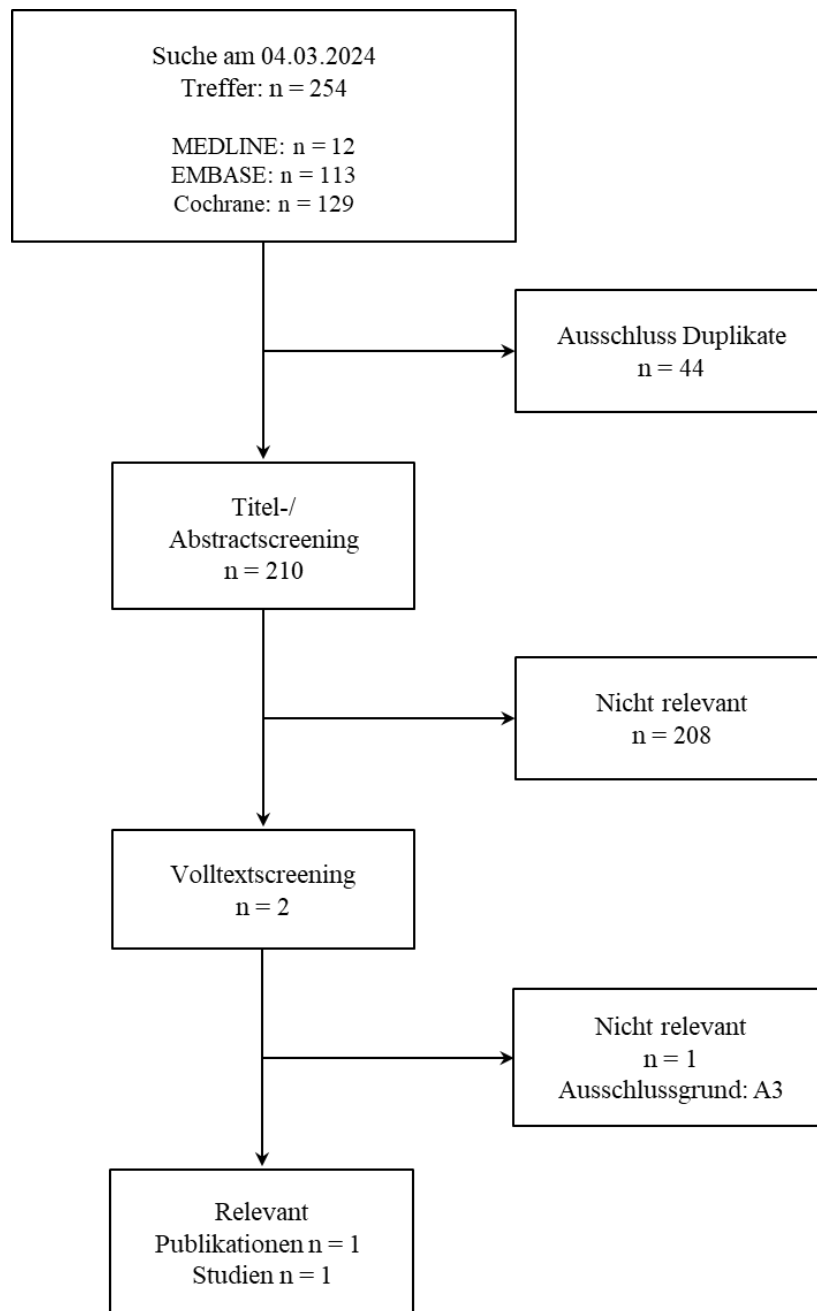 Suche am 04.03.2024
Treffer: n = 254
MEDLINE: n = 12
EMBASE: n = 113
Cochrane: n = 129
Ausschluss Duplikate
n = 44
Titel-/
Abstractscreening
n = 210
Nicht relevant
n = 208
Volltextscreening
n = 2
Nicht relevant
n = 1
Ausschlussgrund: A3
Relevant
Publikationen n = 1
Studien n = 1